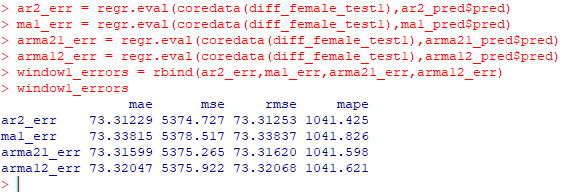 > ar2_err = regr.eval(coredata(diff_female_test1),ar2_pred$pred)
> ma1_err = regr.eval(coredata(diff_female_test1),ma1_pred$pred)
> arma21_err = regr.eval(coredata(diff_female_test1),arma21_pred$pred)
> arma12_err = regr.eval(coredata(diff_female_test1),arma12_pred$pred)
> window1_errors = rbind(ar2_err,ma1_err,arma21_err,arma12_err)
> window1_errors
mae mse rmse mape
ar2_err 73.31229 5374.727 73.31253 1041.425
ma1_err 73.33815 5378.517 73.33837 1041.826
arma21_err 73.31599 5375.265 73.31620 1041.598
arma12_err 73.32047 5375.922 73.32068 1041.621
>